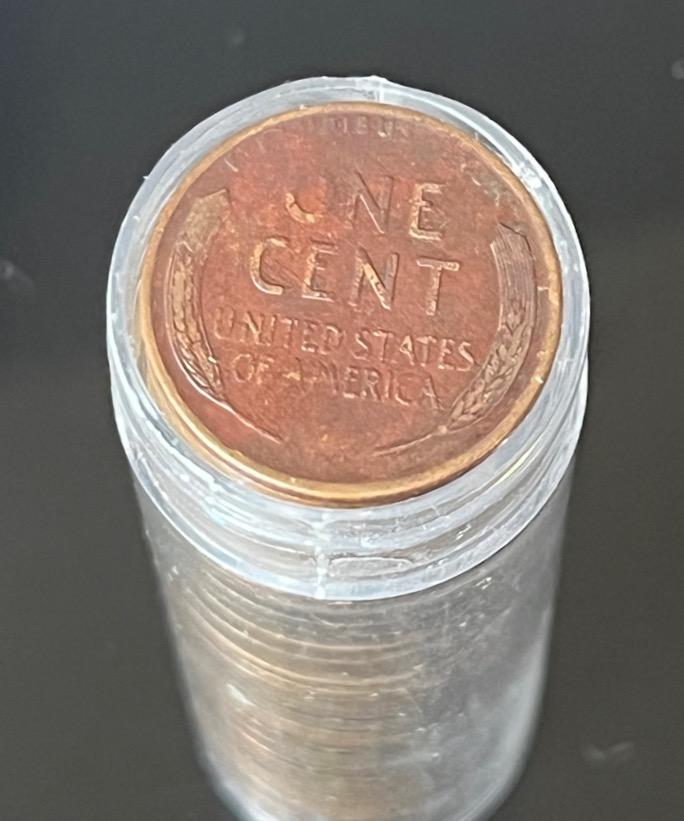 ONE
CENT
UNITED STATES
OF AMERICA